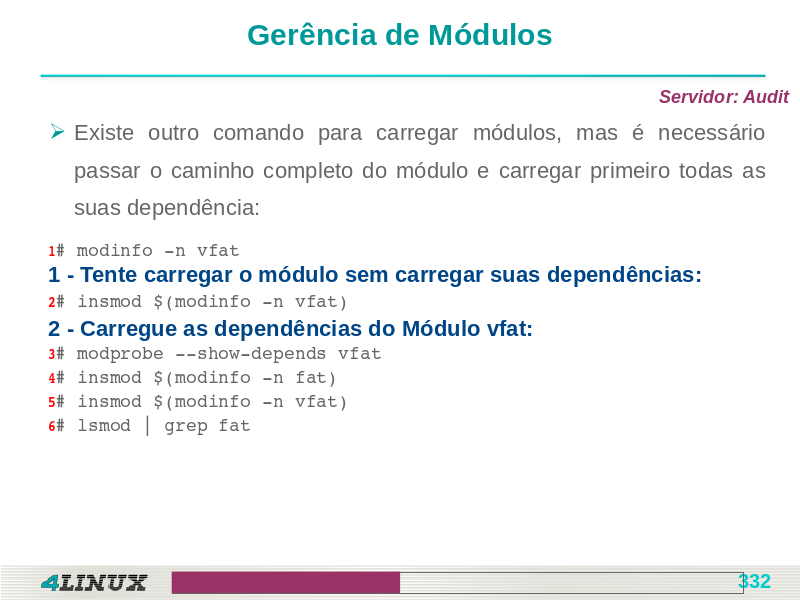 Gerência de Módulos
Servidor: Audit
Existe outro comando para carregar módulos, mas é necessário
passar o caminho completo do módulo e carregar primeiro todas as
suas dependência:
1# modinfo -n vfat
1 - Tente carregar o módulo sem carregar suas dependências:
2# insmod $(modinfo -n vfat)
2 - Carregue as dependências do Módulo vfat:
3# modprobe --show-depends vfat
4# insmod $(modinfo -n fat)
5# insmod $(modinfo -n vfat)
6# lsmod | grep fat
4LINUX
332